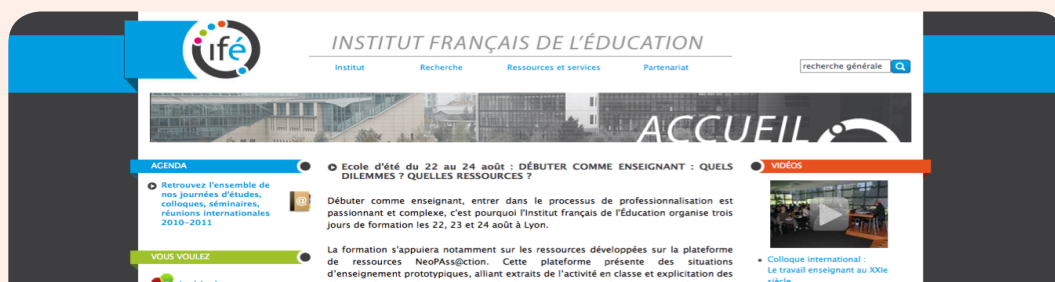 ifé
INSTITUT FRANÇAIS DE L'ÉDUCATION
Institut Recherche Ressources et services Partenariat
recherche générale
ACCUEIL
AGENDA
Retrouvez l'ensemble de
nos journées d'études,
colloques, séminaires,
réunions internationales
2010-2011
@
VOUS VOULEZ
Ecole d'été du 22 au 24 août : DÉBUTER COMME ENSEIGNANT : QUELS
DILEMMES ? QUELLES RESSOURCES ?
Débuter comme enseignant, entrer dans le processus de professionnalisation est
passionnant et complexe, c'est pourquoi l'Institut français de l'Éducation organise trois
jours de formation les 22, 23 et 24 août à Lyon.
La formation s'appuiera notamment sur les ressources développées sur la plateforme
de ressources NeoPAss@ction. Cette plateforme présente des situations
d'enseignement prototypiques, alliant extraits de l'activité en classe et explicitation des
VIDÉOS
Colloque international :
Le travail enseignant au XXIe
siècle